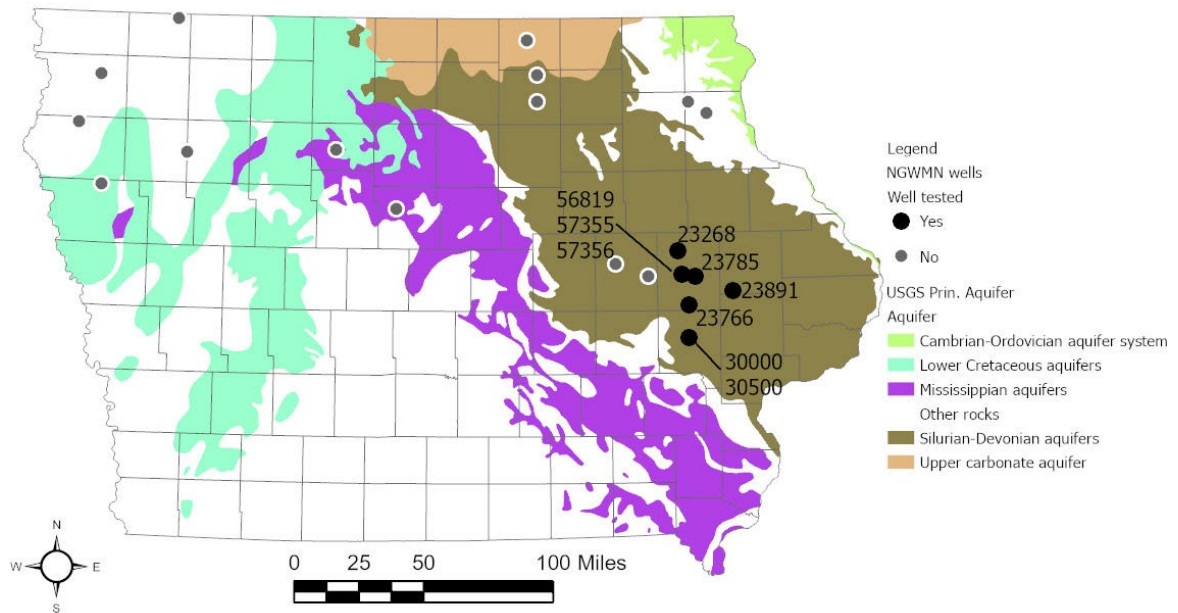 56819
57355
57356
23268
23785
23891
23766
30000
30500
Legend
NGWMN wells
Well tested
Yes
No
USGS Prin. Aquifer
Aquifer
Cambrian-Ordovician aquifer system
Lower Cretaceous aquifers
Mississippian aquifers
Other rocks
Silurian-Devonian aquifers
Upper carbonate aquifer
N
W E
S
0 25 50 100 Miles